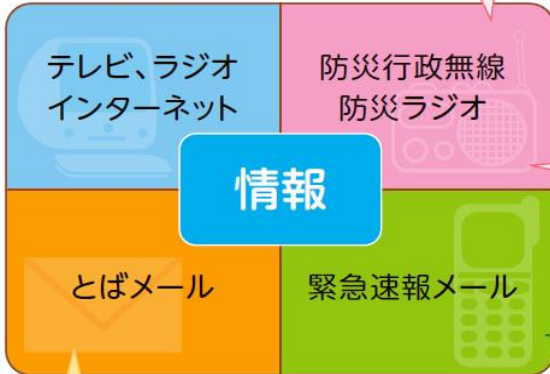 テレビ、ラジオ
インターネット
防災行政無線
防災ラジオ
情報
とばメール
緊急速報メール